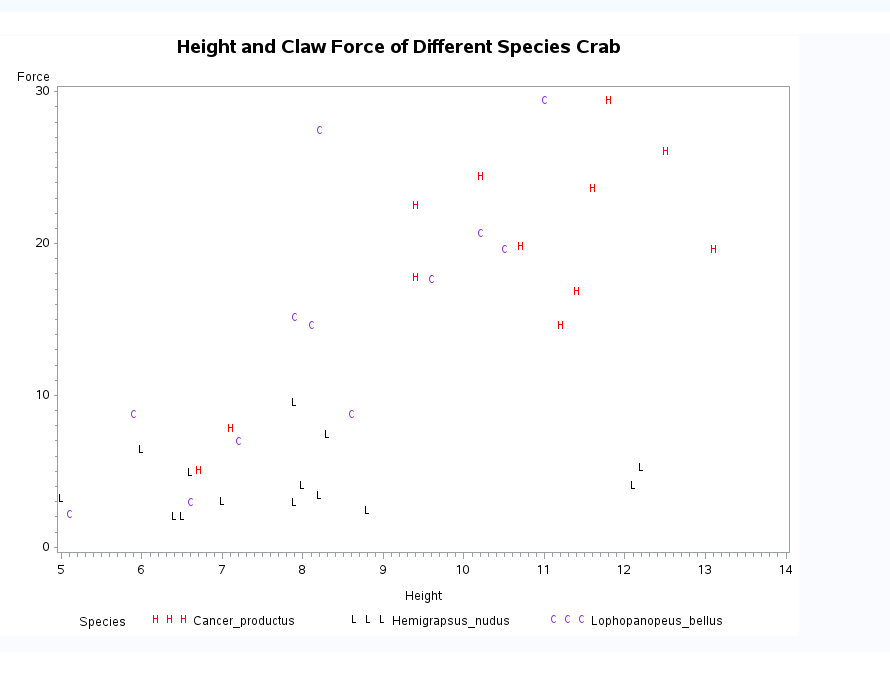 Height and Claw Force of Different Species Crab
Force
30
C
H
C
H
H
H
H
C
20
C
H
H
H
C
H
C
C
H
10
L
C
C
H
L
C
L
L
H
L
L
L
L
L
L
C
L
L
C
L
L
0
5 6 7 8 9 10 11 12 13 14
Height
Species H H H Cancer_productus L L L Hemigrapsus_nudus C C C Lophopanopeus_bellus